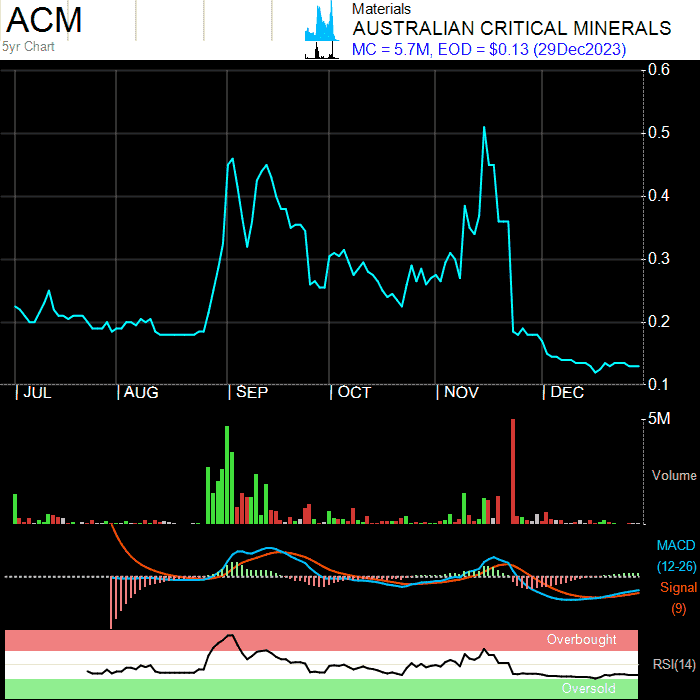 ACM
5yr Chart
Materials
AUSTRALIAN CRITICAL MINERALS
MC = 5.7M, EOD = $0.13 (29Dec2023)
0.6
0.5
0.4
0.3
0.2
0.1
JUL AUG SEP OCT NOV DEC
5M
Volume
MACD
(12-26)
Signal
(9)
Overbought
RSI(14)
Oversold